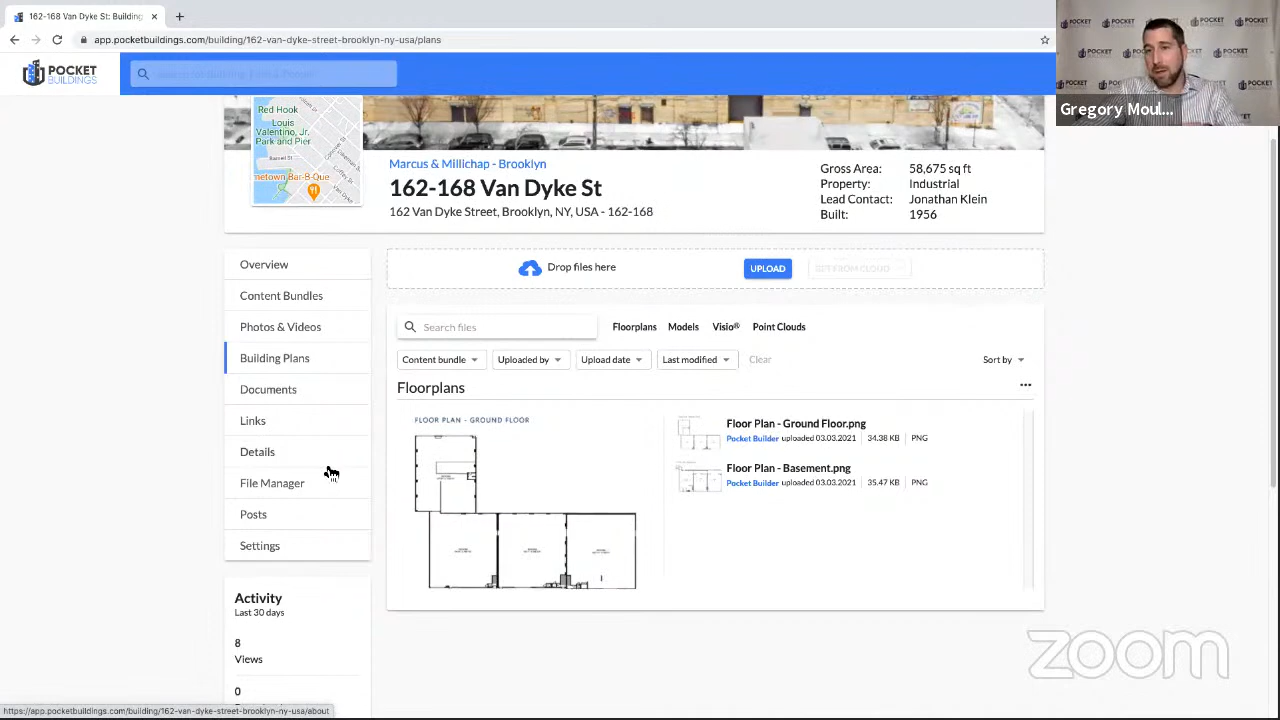 162-168 Van Dyke St: Building
app.pocketbuildings.com/building/162-van-dyke-street-brooklyn-ny-usa/plans
POCKET
BUILDINGS
Gregory Moul...
Red Hook
Louis
Valentino, Jr.
Park and Pier
metown Bar-B-Que
Marcus & Millichap - Brooklyn
162-168 Van Dyke St
162 Van Dyke Street, Brooklyn, NY, USA - 162-168
Gross Area: 58,675 sq ft
Property: Industrial
Lead Contact: Jonathan Klein
Built: 1956
Overview
Content Bundles
Photos & Videos
Building Plans
Documents
Links
Details
File Manager
Posts
Settings
Drop files here
UPLOAD
GET FROM CLOUD
Search files
Floorplans
Models
Visio®
Point Clouds
Content bundle
Uploaded by
Upload date
Last modified
Clear
Sort by
Floorplans
FLOOR PLAN - GROUND FLOOR
Floor Plan - Ground Floor.png
Pocket Builder uploaded 03.03.2021 34.38 KB PNG
Floor Plan - Basement.png
Pocket Builder uploaded 03.03.2021 35.47 KB PNG
Activity
Last 30 days
8
Views
0
https://app.pocketbuildings.com/building/162-van-dyke-street-brooklyn-ny-usa/about
zoom